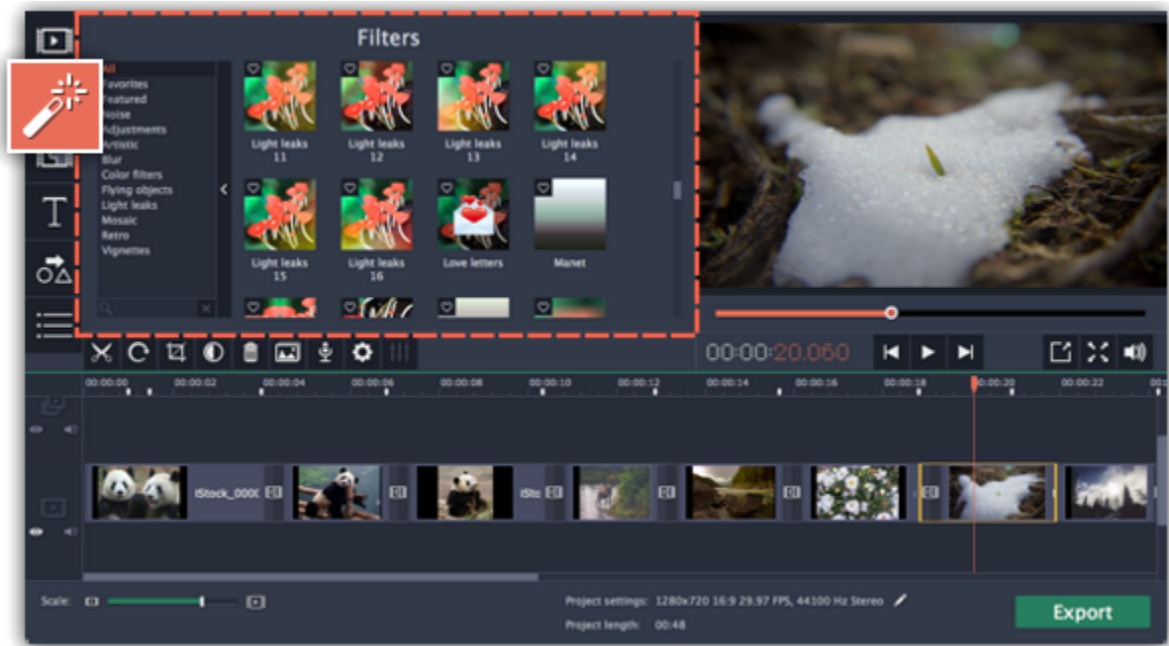 Filters
All
Favorites
Featured
Noise
Adjustments
Artistic
Blur
Color filters
Flying objects
Light leaks
Mosaic
Retro
Vignettes
Light leaks
11
Light leaks
12
Light leaks
13
Light leaks
14
Light leaks
15
Light leaks
16
Love letters
Manet
T
00:00:20.060
00:00:00 00:00:02 00:00:04 00:00:06 00:00:08 00:00:10 00:00:12 00:00:14 00:00:16 00:00:18 00:00:20 00:00:22
iStock_000
Scale:
Project settings: 1280x720 16:9 29.97 FPS, 44100 Hz Stereo
Project length: 00:48
Export